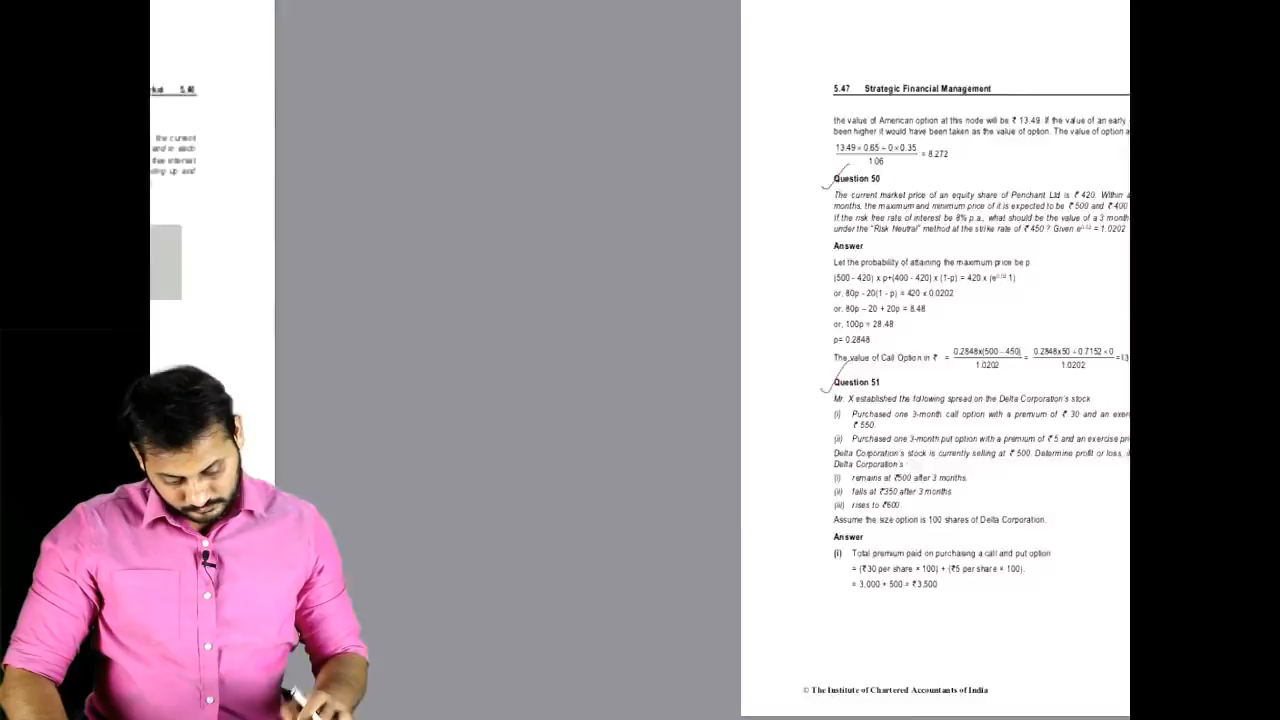 5.47 Strategic Financial Management
the value of American option at this node will be ₹ 13.49. If the value of an early
been higher it would have been taken as the value of option. The value of option a
13.49 × 0.65 + 0 × 0.35
= 8.272
1.06
Question 50
The current market price of an equity share of Penchant Ltd is ₹ 420. Within a
months, the maximum and minimum price of it is expected to be ₹ 500 and ₹ 400
If the risk free rate of interest be 8% p.a., what should be the value of a 3 month
under the "Risk Neutral" method at the strike rate of ₹ 450 ? Given e0.02 = 1.0202
Answer
Let the probability of attaining the maximum price be p
(500 - 420) x p+(400 - 420) x (1-p) = 420 x (e0.02-1)
or, 80p - 20(1 - p) = 420 x 0.0202
or. 80p – 20 + 20p = 8.48
or, 100p = 28.48
p= 0.2848
The value of Call Option in ₹ = 0.2848x(500 – 450) / 1.0202 = 0.2848x50 + 0.7152 × 0 / 1.0202 =13
Question 51
Mr. X established the following spread on the Delta Corporation's stock
(i) Purchased one 3-month call option with a premium of ₹ 30 and an exer
₹ 550.
(ii) Purchased one 3-month put option with a premium of ₹ 5 and an exercise pri
Delta Corporation's stock is currently selling at ₹ 500. Determine profit or loss, i
Delta Corporation's
(i) remains at ₹500 after 3 months.
(ii) falls at ₹350 after 3 months
(iii) rises to ₹600
Assume the size option is 100 shares of Delta Corporation.
Answer
(i) Total premium paid on purchasing a call and put option
= (₹30 per share × 100) + (₹5 per share × 100).
= 3,000 + 500 = ₹3,500
© The Institute of Chartered Accountants of India